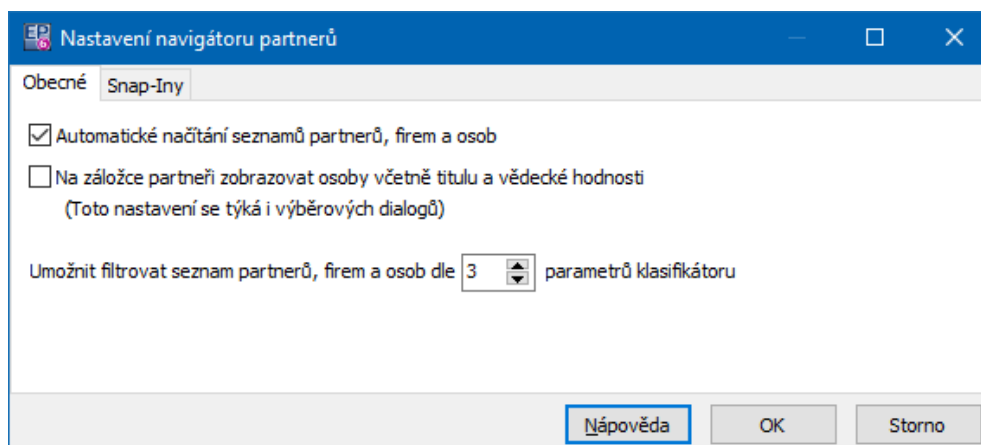 Nastavení navigátoru partnerů
Obecné Snap-Iny
Automatické načítání seznamů partnerů, firem a osob
Na záložce partneři zobrazovat osoby včetně titulu a vědecké hodnosti
(Toto nastavení se týká i výběrových dialogů)
Umožnit filtrovat seznam partnerů, firem a osob dle 3 parametrů klasifikátoru
Nápověda OK Storno